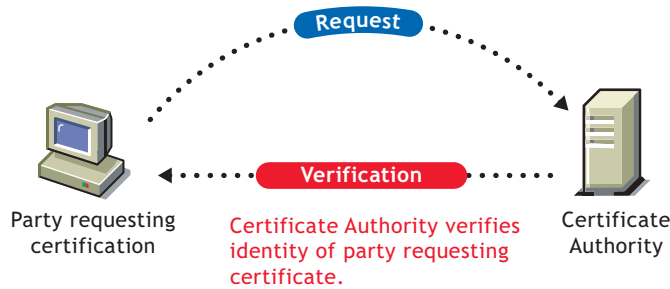 Request
Verification
Party requesting
certification
Certificate Authority verifies
identity of party requesting
certificate.
Certificate
Authority